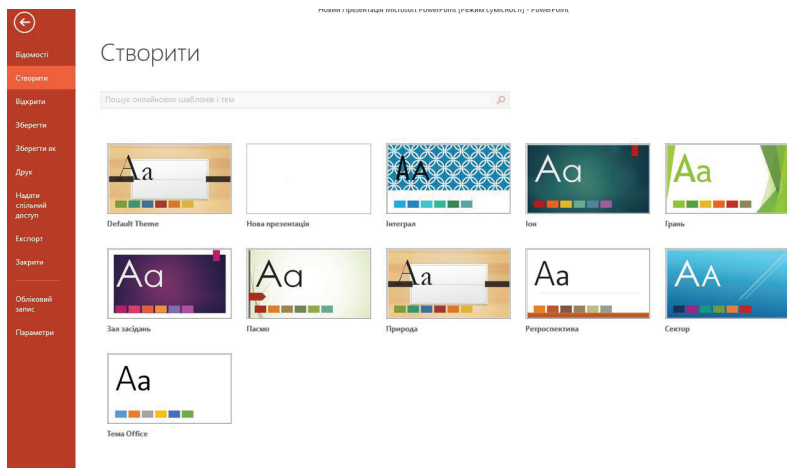 Новий Презентація Microsoft PowerPoint [Режим сумісності] - PowerPoint
Відомості
Створити
Відкрити
Зберегти
Зберегти як
Друк
Надати
спільний
доступ
Експорт
Закрити
Обліковий
запис
Параметри
Створити
Пошук онлайнових шаблонів і тем
Aa
Aa
Aa
Aa
Default Theme
Нова презентація
Інтеграл
Іон
Грань
Aa
Aa
Aa
Aa
Aa
Зал засідань
Пасмо
Природа
Ретроспектива
Сектор
Aa
Тема Office